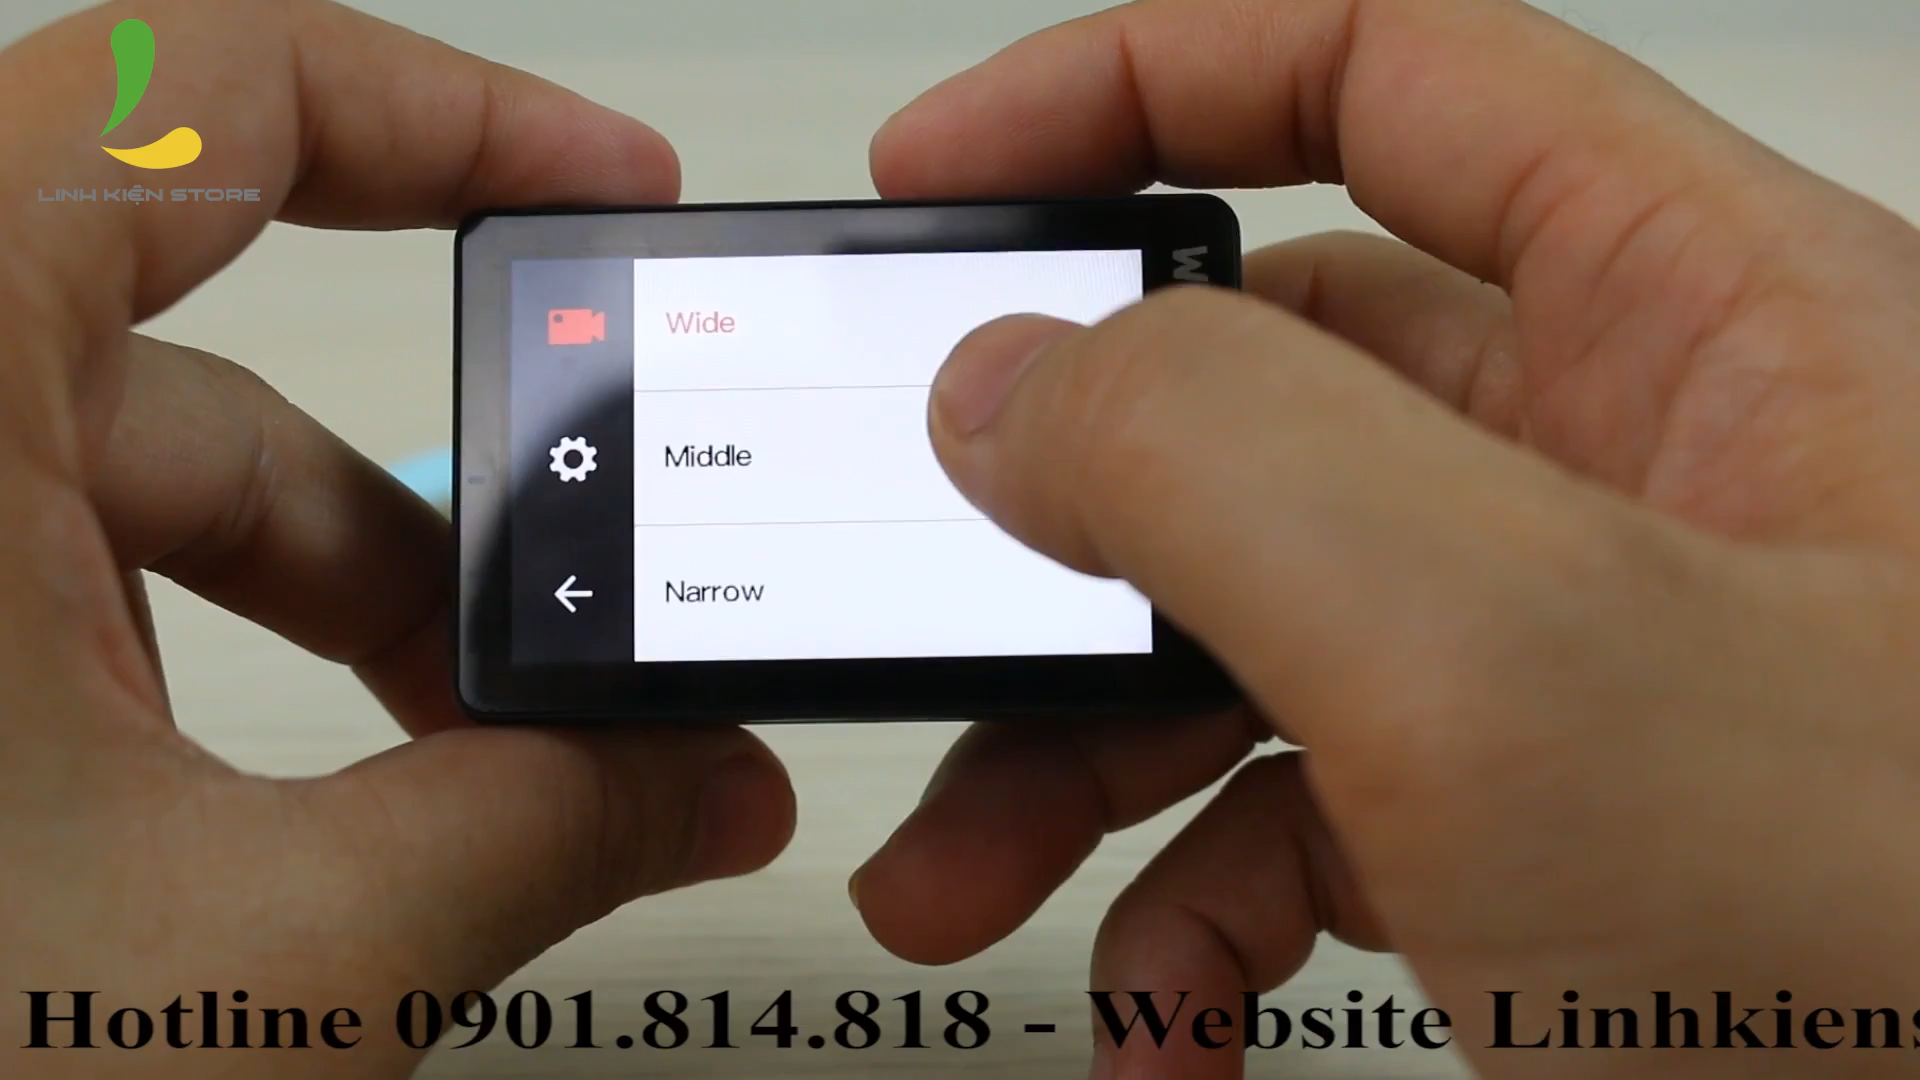 LINH KIỆN STORE
W
Wide
Middle
Narrow
Hotline 0901.814.818 - Website Linhkiens